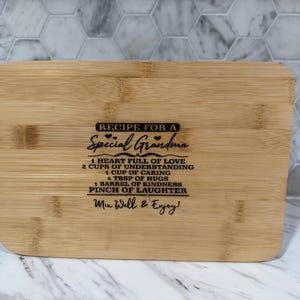 RECIPE FOR A
Special Grandma
1 HEART FULL OF LOVE
2 CUPS OF UNDERSTANDING
1 CUP OF CARING
4 TBSP OF HUGS
1 BARREL OF KINDNESS
PINCH OF LAUGHTER
Mix Well & Enjoy!